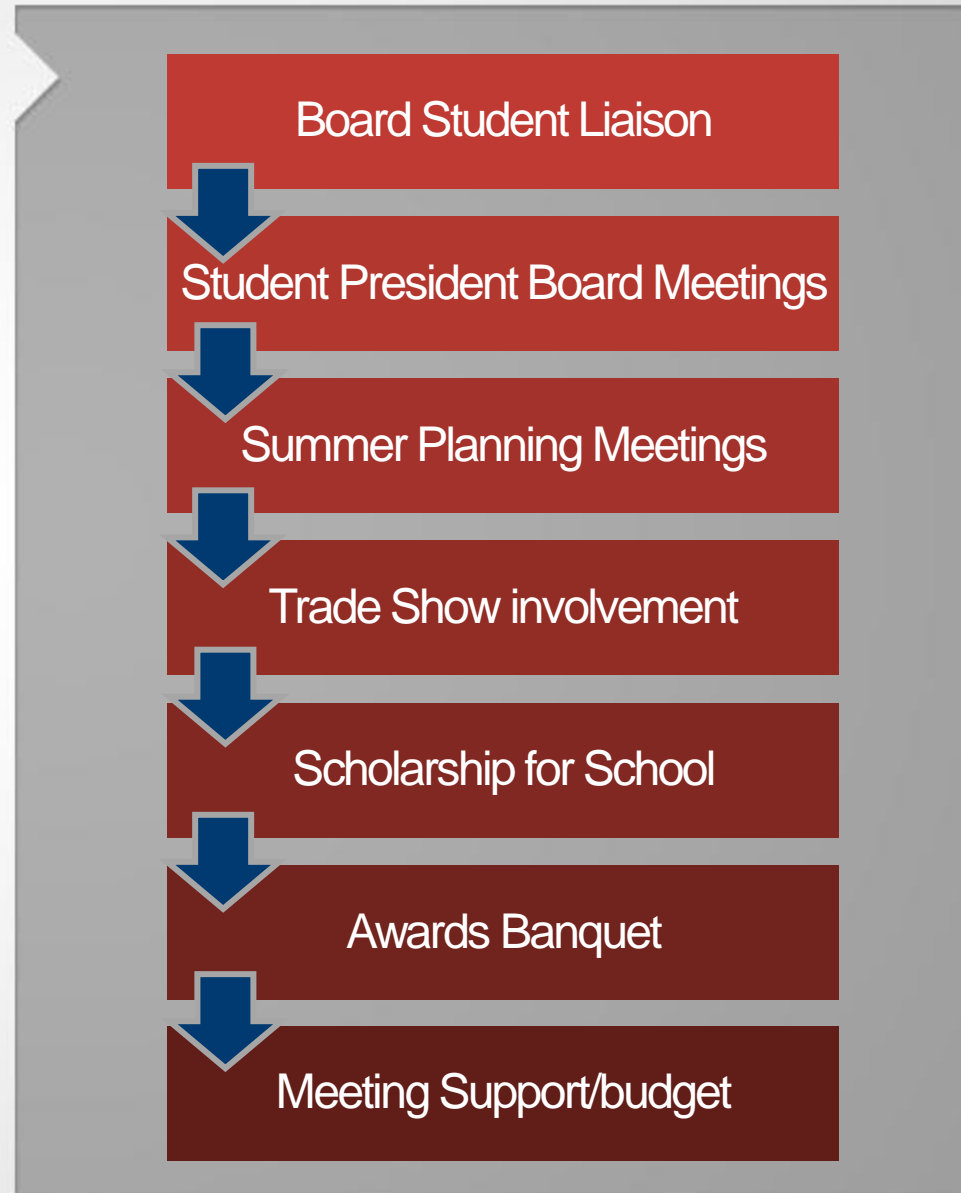 Board Student Liaison
Student President Board Meetings
Summer Planning Meetings
Trade Show involvement
Scholarship for School
Awards Banquet
Meeting Support/budget